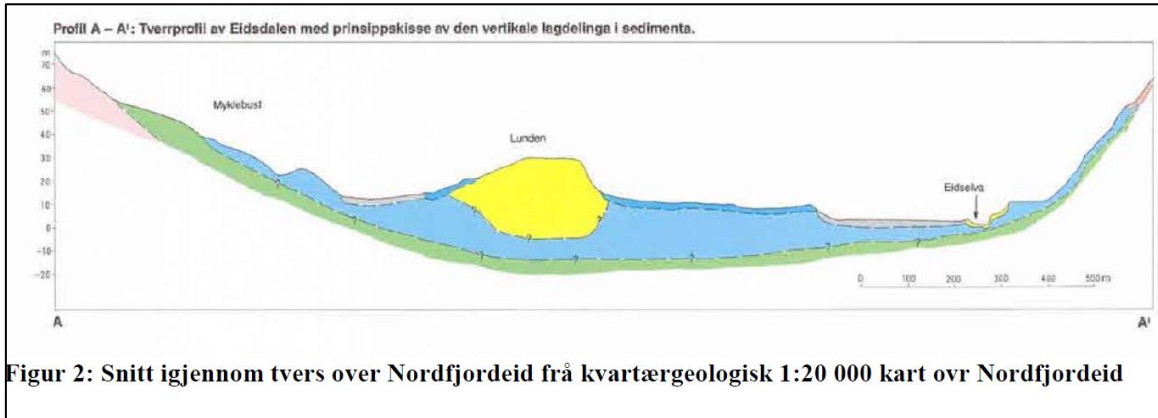 Profil A – A': Tverrprofil av Eidsdalen med prinsippskisse av den vertikale lagdelinga i sedimenta.
m
70
60
50
40
30
20
10
0
-10
-20
Myklebust
Lunden
Eidselva
? ? ? ? ? ? ? ? ? ?
0 100 200 300 400 500m
A A'
Figur 2: Snitt igjennom tvers over Nordfjordeid frå kvartærgeologisk 1:20 000 kart ovr Nordfjordeid